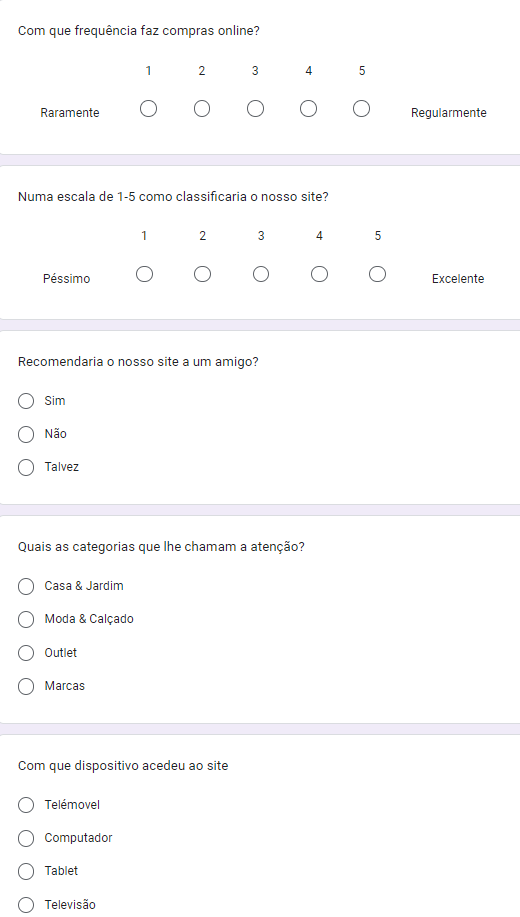 Com que frequência faz compras online?
1 2 3 4 5
Raramente Regularmente
Numa escala de 1-5 como classificaria o nosso site?
1 2 3 4 5
Péssimo Excelente
Recomendaria o nosso site a um amigo?
Sim
Não
Talvez
Quais as categorias que lhe chamam a atenção?
Casa & Jardim
Moda & Calçado
Outlet
Marcas
Com que dispositivo acedeu ao site
Telémovel
Computador
Tablet
Televisão